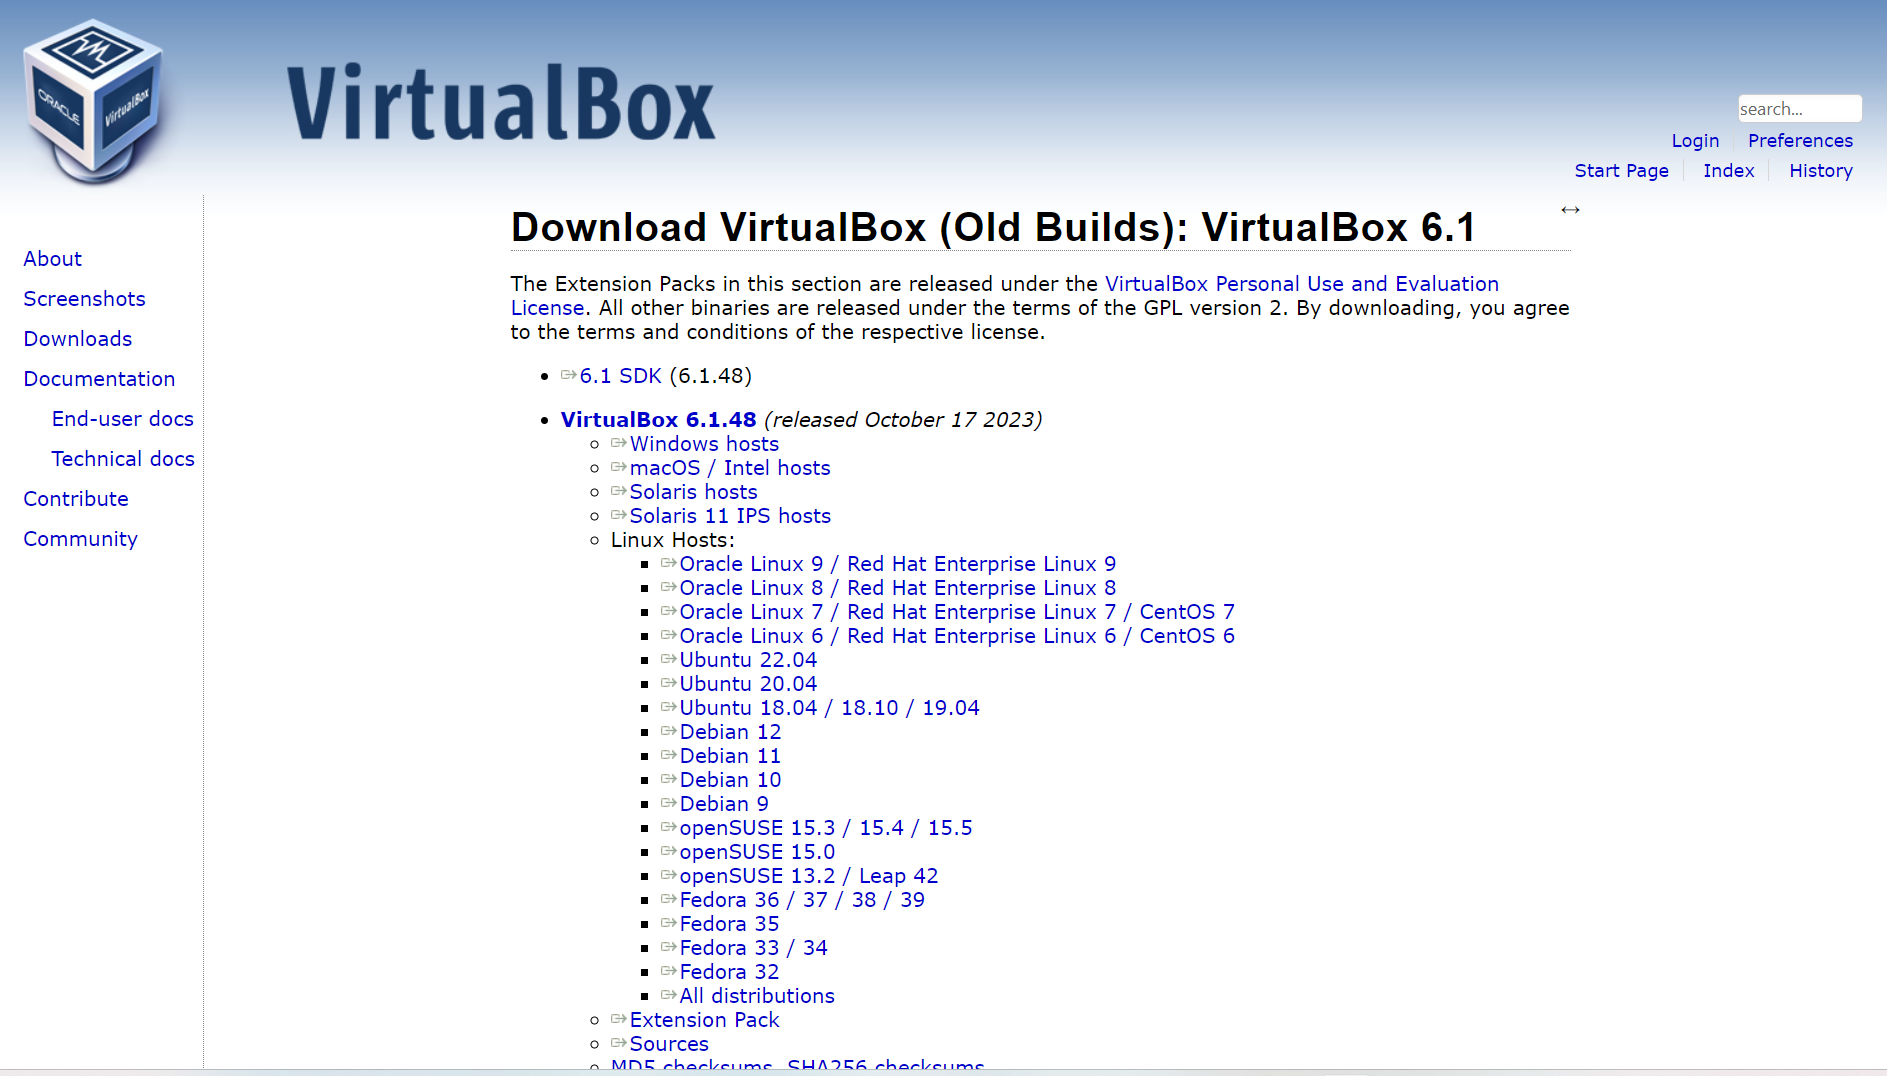 ORACLE
VirtualBox
VirtualBox
search...
Login Preferences
Start Page Index History
About
Screenshots
Downloads
Documentation
End-user docs
Technical docs
Contribute
Community
Download VirtualBox (Old Builds): VirtualBox 6.1
The Extension Packs in this section are released under the VirtualBox Personal Use and Evaluation
License. All other binaries are released under the terms of the GPL version 2. By downloading, you agree
to the terms and conditions of the respective license.
6.1 SDK (6.1.48)
VirtualBox 6.1.48 (released October 17 2023)
Windows hosts
macOS / Intel hosts
Solaris hosts
Solaris 11 IPS hosts
Linux Hosts:
Oracle Linux 9 / Red Hat Enterprise Linux 9
Oracle Linux 8 / Red Hat Enterprise Linux 8
Oracle Linux 7 / Red Hat Enterprise Linux 7 / CentOS 7
Oracle Linux 6 / Red Hat Enterprise Linux 6 / CentOS 6
Ubuntu 22.04
Ubuntu 20.04
Ubuntu 18.04 / 18.10 / 19.04
Debian 12
Debian 11
Debian 10
Debian 9
openSUSE 15.3 / 15.4 / 15.5
openSUSE 15.0
openSUSE 13.2 / Leap 42
Fedora 36 / 37 / 38 / 39
Fedora 35
Fedora 33 / 34
Fedora 32
All distributions
Extension Pack
Sources
MD5 checksums, SHA256 checksums